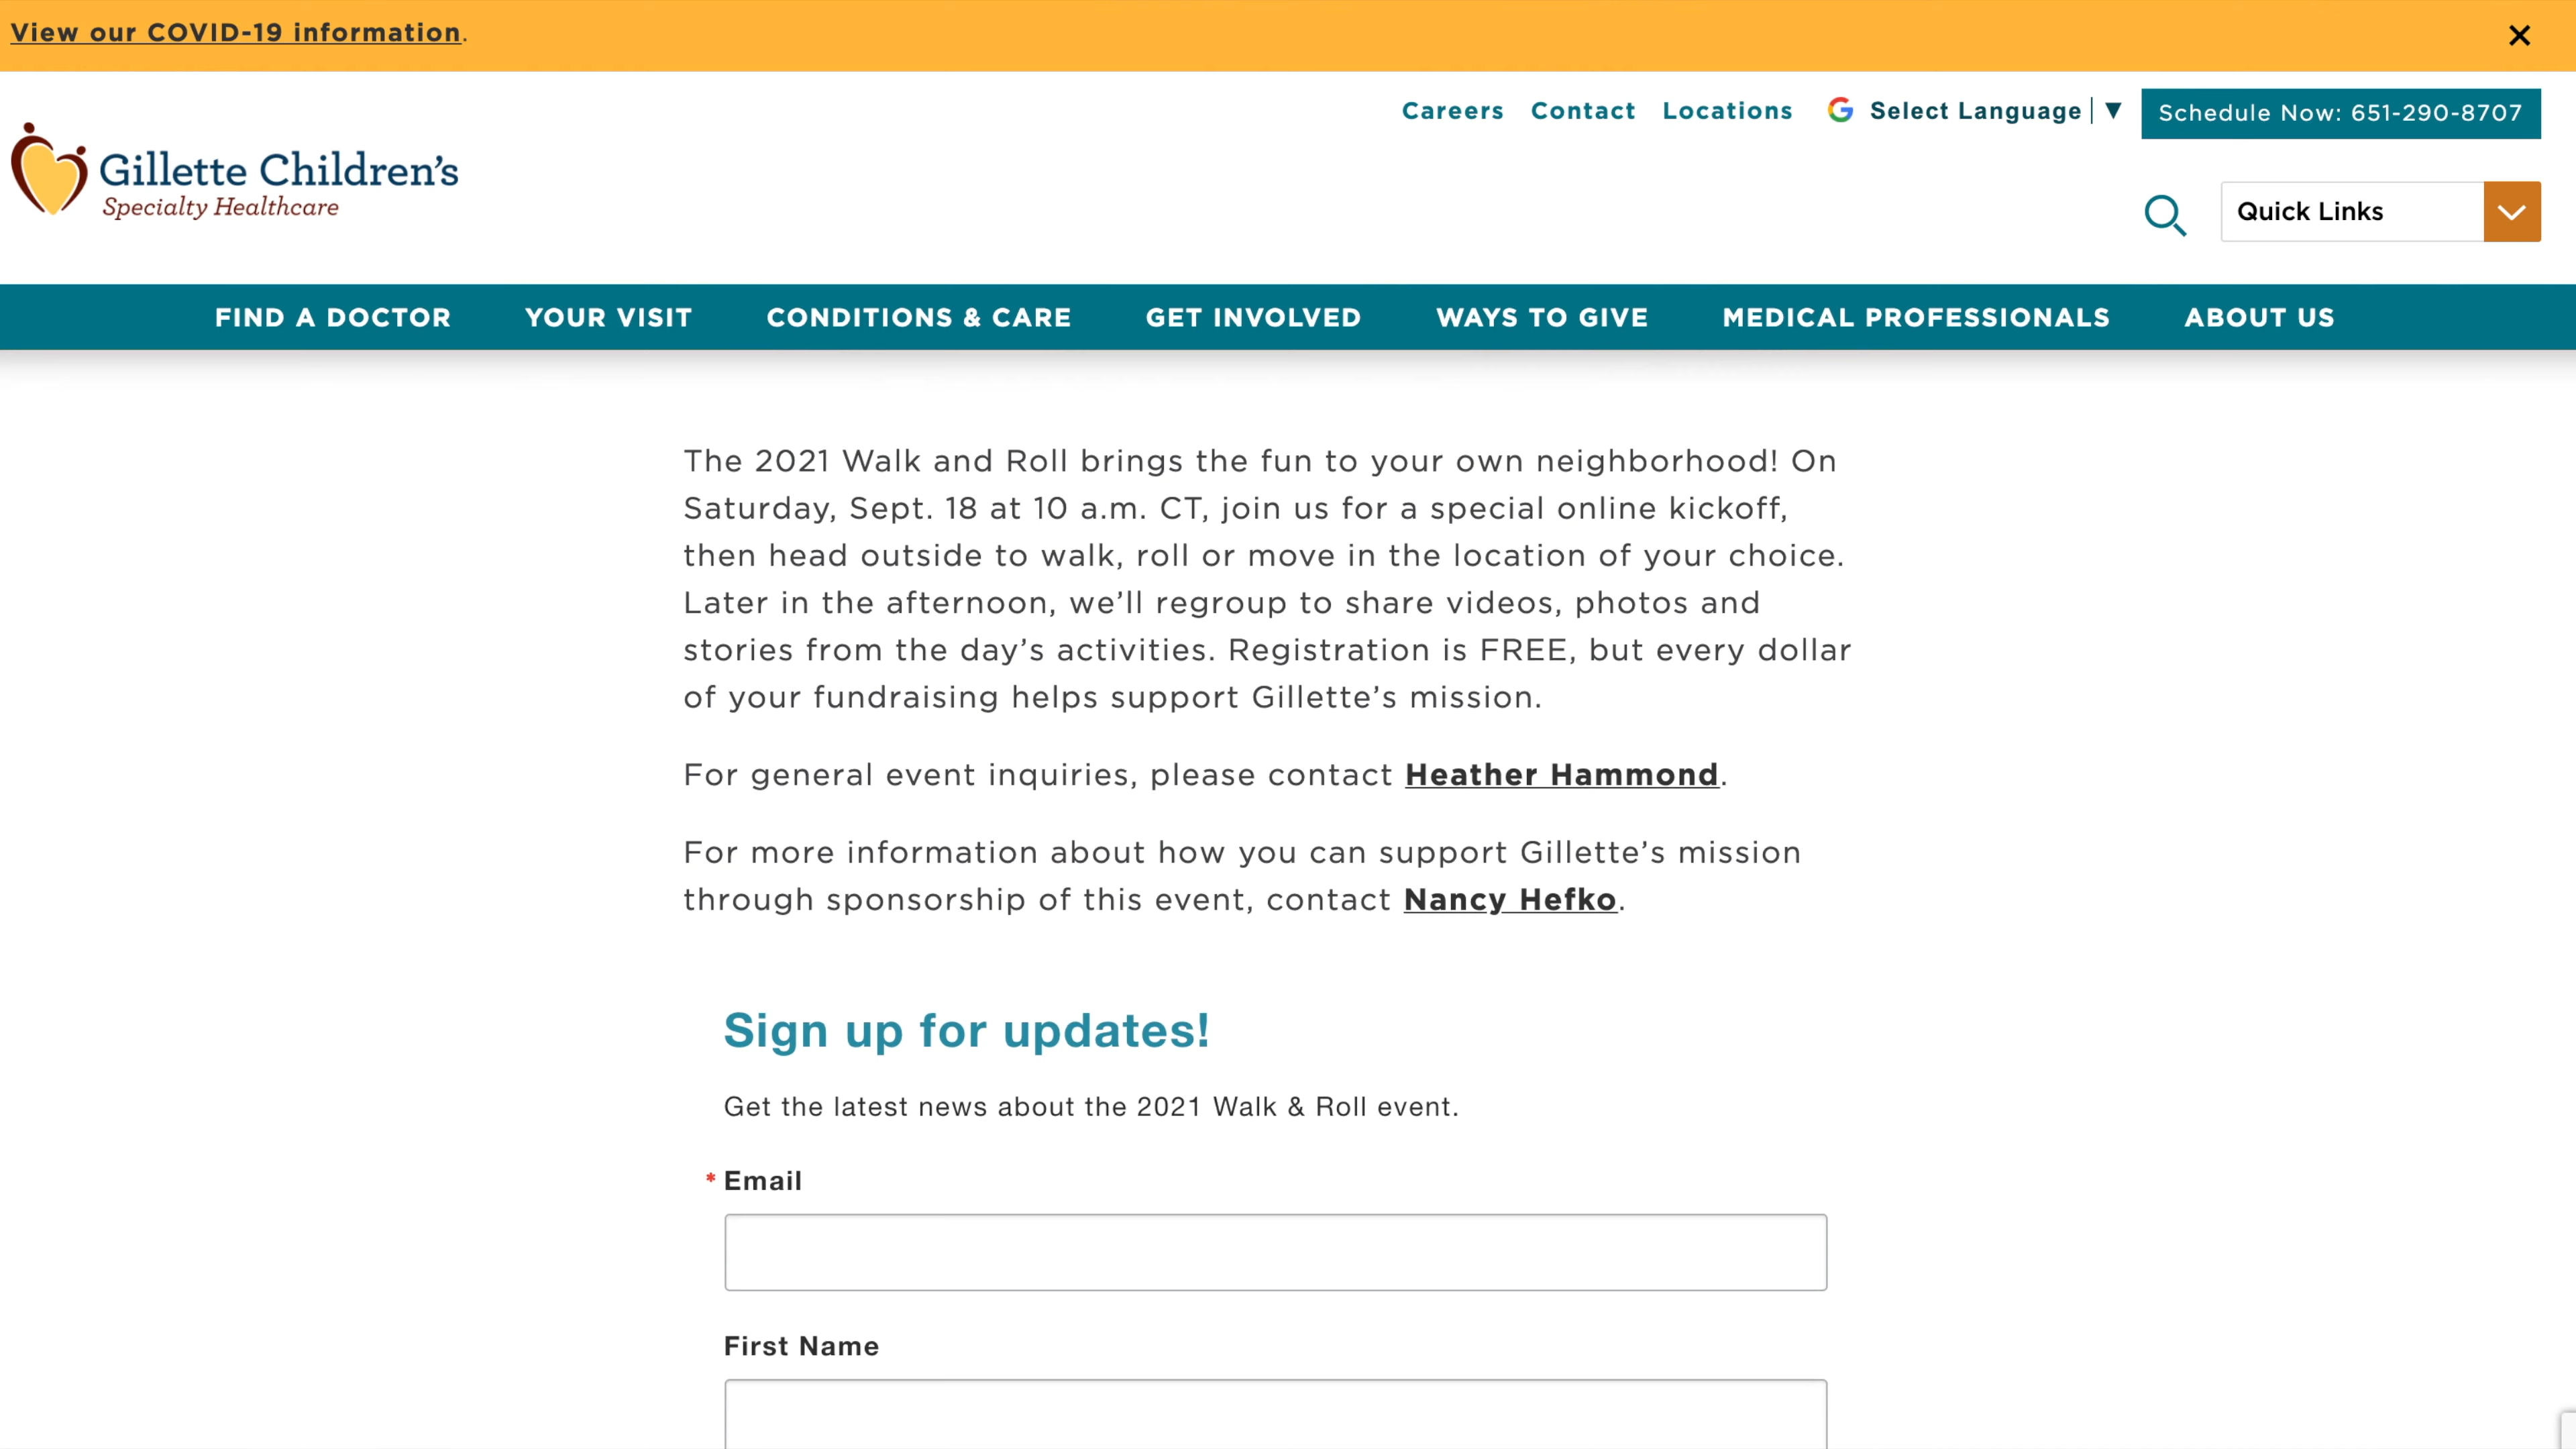 View our COVID-19 information.
Careers Contact Locations Select Language ▼ Schedule Now: 651-290-8707
Gillette Children's
Specialty Healthcare
Quick Links
FIND A DOCTOR YOUR VISIT CONDITIONS & CARE GET INVOLVED WAYS TO GIVE MEDICAL PROFESSIONALS ABOUT US
The 2021 Walk and Roll brings the fun to your own neighborhood! On
Saturday, Sept. 18 at 10 a.m. CT, join us for a special online kickoff,
then head outside to walk, roll or move in the location of your choice.
Later in the afternoon, we’ll regroup to share videos, photos and
stories from the day’s activities. Registration is FREE, but every dollar
of your fundraising helps support Gillette’s mission.
For general event inquiries, please contact Heather Hammond.
For more information about how you can support Gillette’s mission
through sponsorship of this event, contact Nancy Hefko.
Sign up for updates!
Get the latest news about the 2021 Walk & Roll event.
* Email
First Name